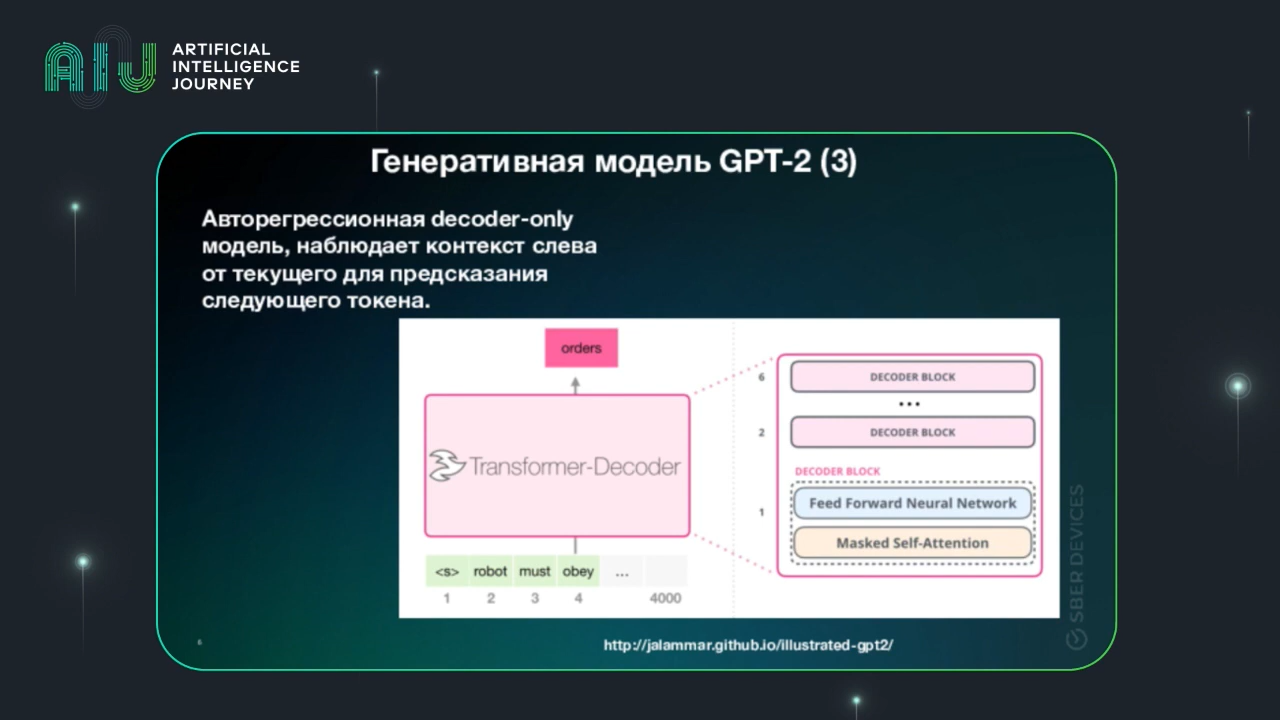 ARTIFICIAL
INTELLIGENCE
JOURNEY
Генеративная модель GPT-2 (3)
Авторегрессионная decoder-only
модель, наблюдает контекст слева
от текущего для предсказания
следующего токена.
orders
Transformer-Decoder
<s> robot must obey ...
1 2 3 4 4000
6 DECODER BLOCK
...
2 DECODER BLOCK
DECODER BLOCK
Feed Forward Neural Network
1
Masked Self-Attention
SBER DEVICES
http://jalammar.github.io/illustrated-gpt2/